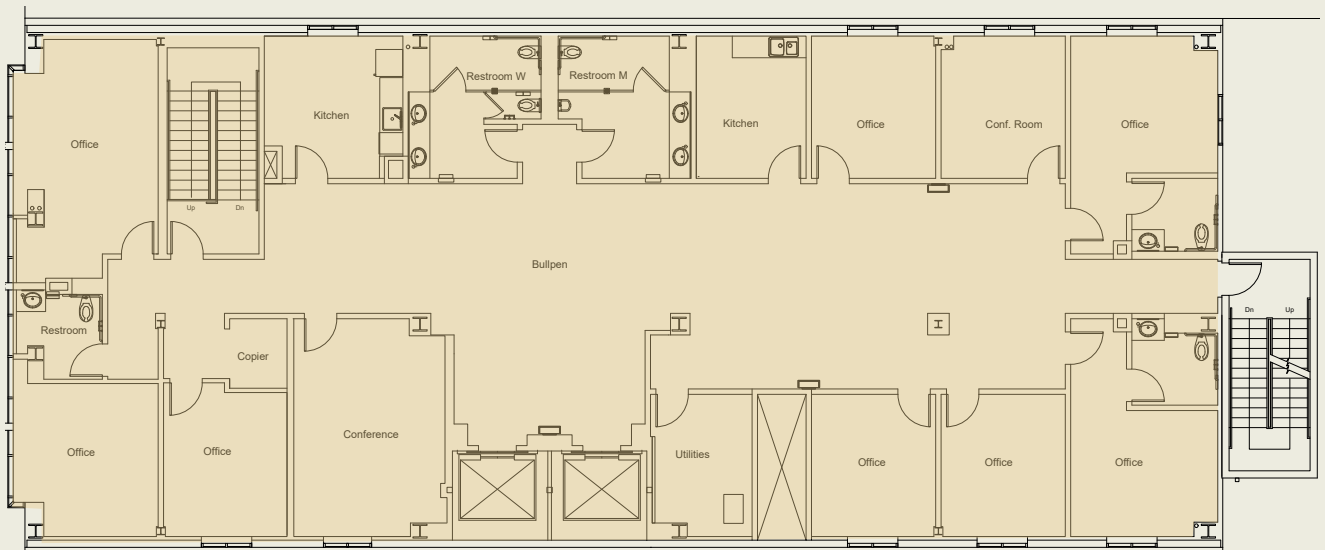 Restroom W
Restroom M
Kitchen
Kitchen
Office
Conf. Room
Office
Office
Up
Dn
Bullpen
Restroom
Dn
Up
Copier
Conference
Office
Office
Utilities
Office
Office
Office